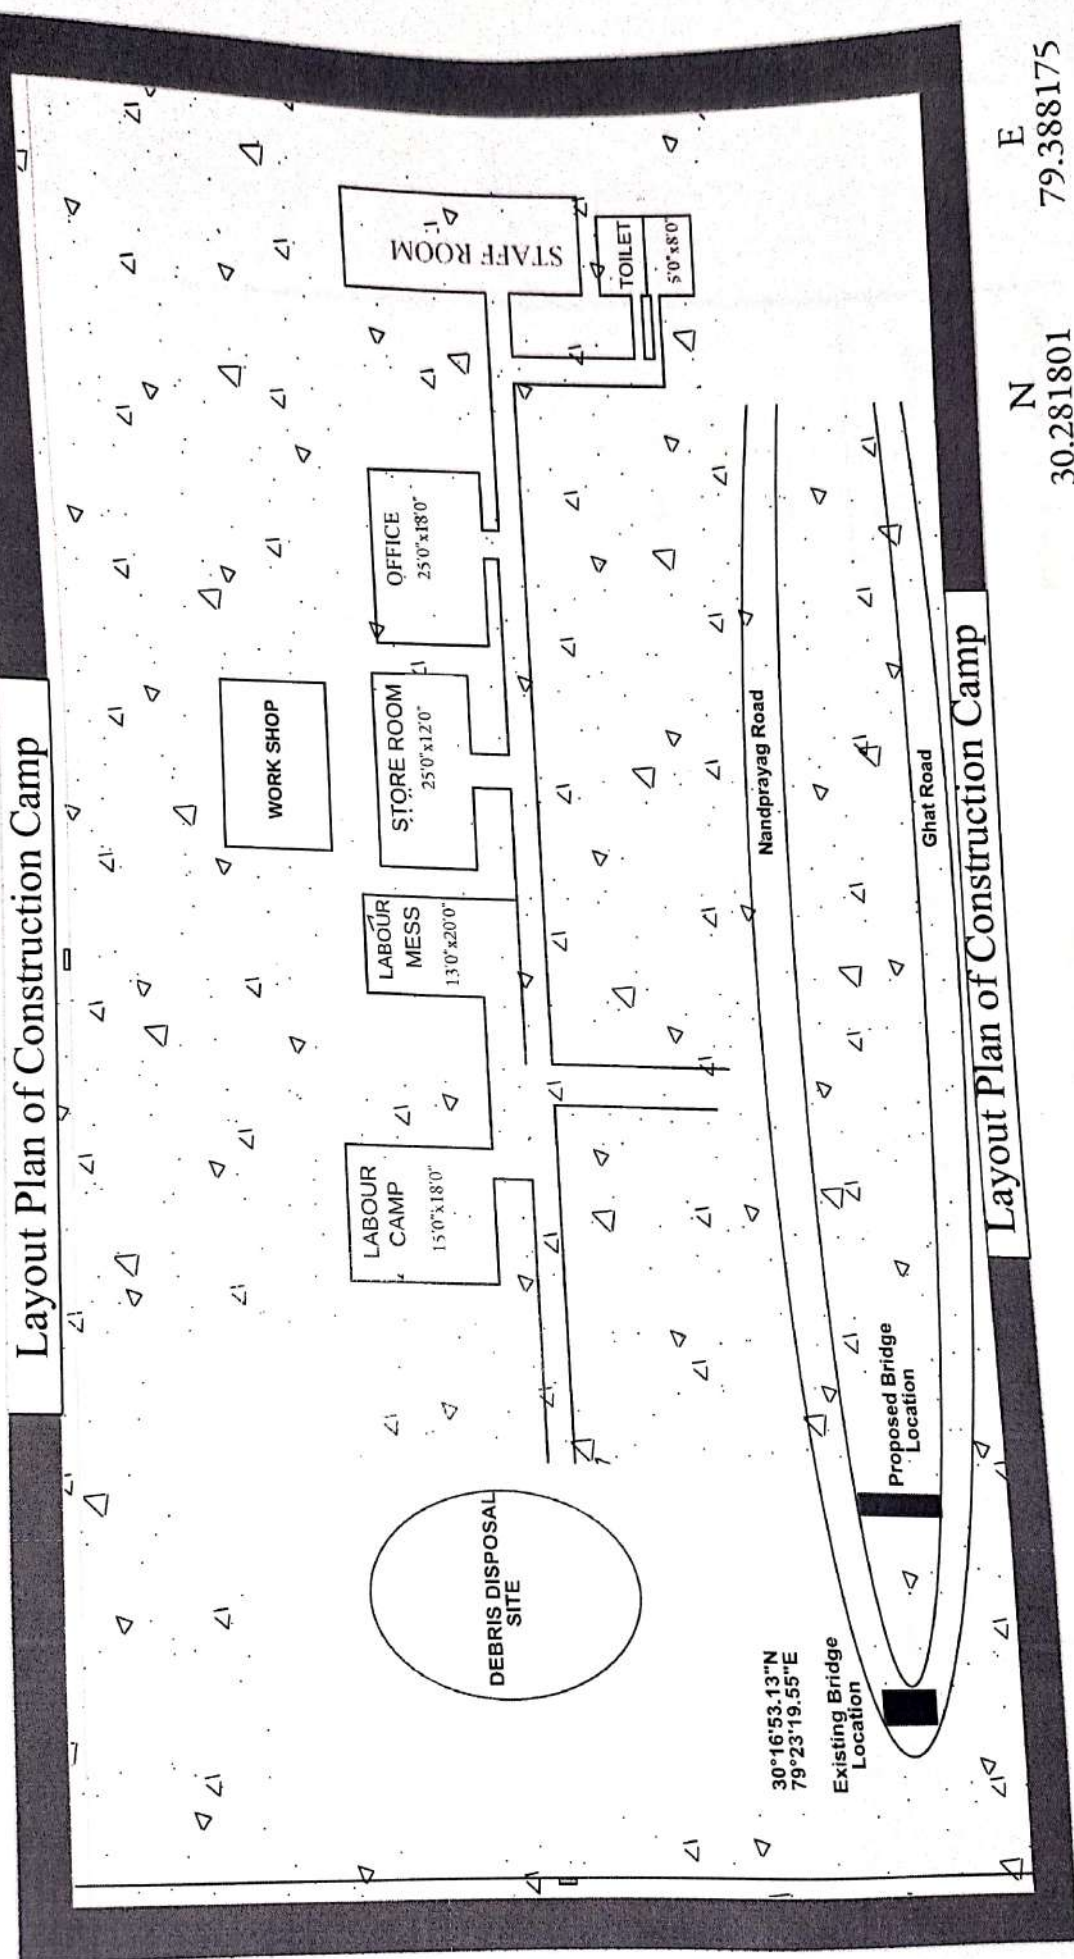 Layout Plan of Construction Camp
WORK SHOP
LABOUR
CAMP
15'0"x18'0"
LABOUR
MESS
13'0"x20'0"
STORE ROOM
25'0"x12'0"
OFFICE
25'0"x18'0"
STAFF ROOM
TOILET
5'0"x8'0"
DEBRIS DISPOSAL
SITE
30°16'53.13"N
79°23'19.55"E
Existing Bridge
Location
Proposed Bridge
Location
Nandprayag Road
Ghat Road
Layout Plan of Construction Camp
N E
30.281801 79.388175